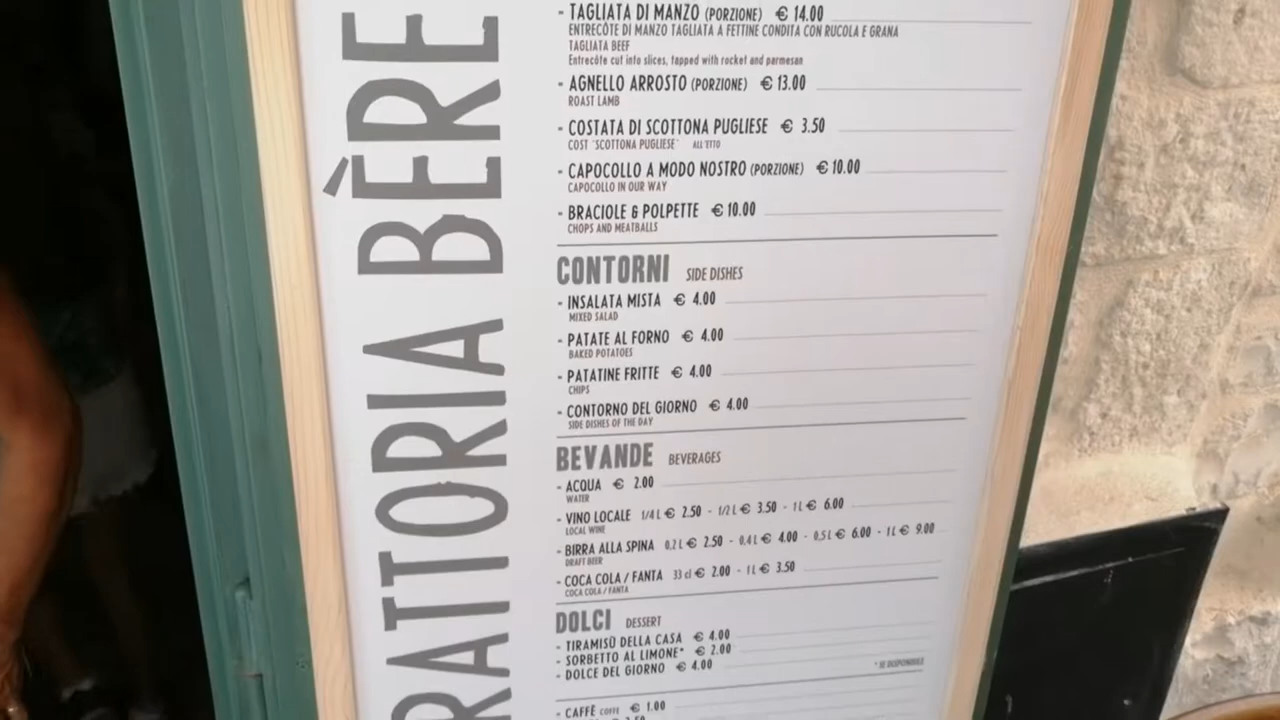 TRATTORIA BÈRE
- TAGLIATA DI MANZO (PORZIONE) € 14.00
ENTRECÔTE DI MANZO TAGLIATA A FETTINE CONDITA CON RUCOLA E GRANA
TAGLIATA BEEF
Entrecôte cut into slices, tapped with rocket and parmesan
- AGNELLO ARROSTO (PORZIONE) € 13.00
ROAST LAMB
- COSTATA DI SCOTTONA PUGLIESE € 3.50
COST "SCOTTONA PUGLIESE" ALL'ETTO
- CAPOCOLLO A MODO NOSTRO (PORZIONE) € 10.00
CAPOCOLLO IN OUR WAY
- BRACIOLE & POLPETTE € 10.00
CHOPS AND MEATBALLS
CONTORNI SIDE DISHES
- INSALATA MISTA € 4.00
MIXED SALAD
- PATATE AL FORNO € 4.00
BAKED POTATOES
- PATATINE FRITTE € 4.00
CHIPS
- CONTORNO DEL GIORNO € 4.00
SIDE DISHES OF THE DAY
BEVANDE BEVERAGES
- ACQUA € 2.00
WATER
- VINO LOCALE 1/4 L € 2.50 - 1/2 L € 3.50 - 1 L € 6.00
LOCAL WINE
- BIRRA ALLA SPINA 0,2 L € 2.50 - 0,4 L € 4.00 - 0,5 L € 6.00 - 1 L € 9.00
DRAFT BEER
- COCA COLA / FANTA 33 cl € 2.00 - 1 L € 3.50
COCA COLA / FANTA
DOLCI DESSERT
- TIRAMISÙ DELLA CASA € 4.00
- SORBETTO AL LIMONE* € 2.00
- DOLCE DEL GIORNO € 4.00
* SE DISPONIBILE
- CAFFÈ COFFE € 1.00